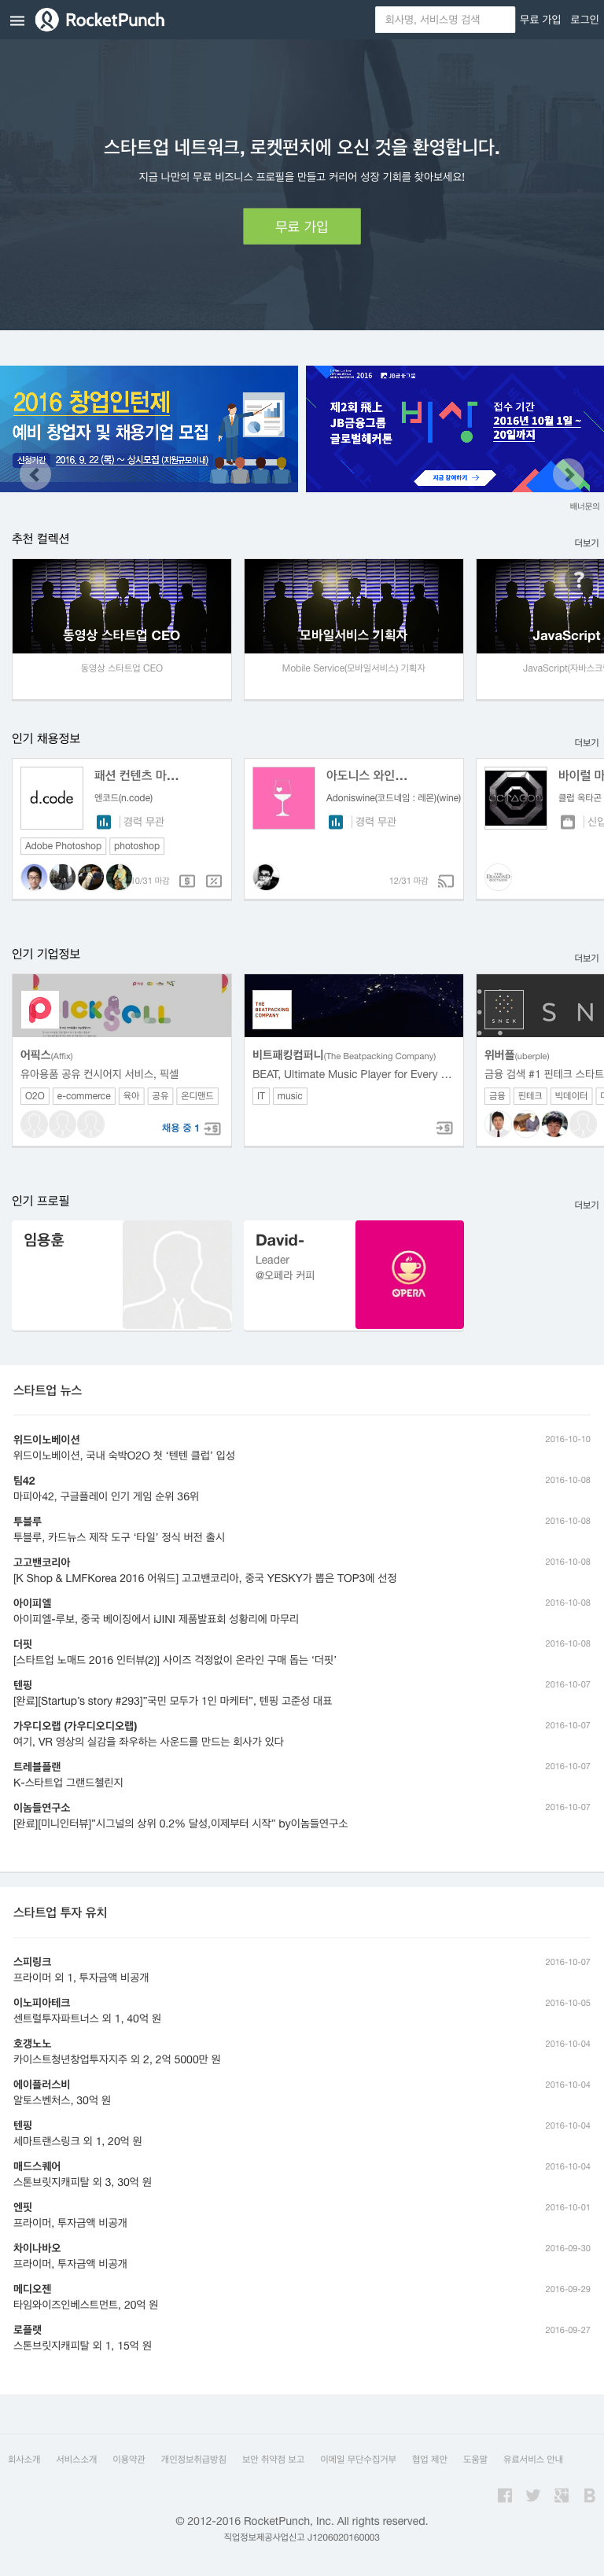 RocketPunch
회사명, 서비스명 검색
무료 가입
로그인
스타트업 네트워크, 로켓펀치에 오신 것을 환영합니다.
지금 나만의 무료 비즈니스 프로필을 만들고 커리어 성장 기회를 찾아보세요!
무료 가입
2016 창업인턴제
예비 창업자 및 채용기업 모집
신청기간 2016. 9. 22 (목) ~ 상시모집 (지원규모이내)
2016 JB금융그룹
제2회 飛上
JB금융그룹
글로벌해커톤
비상
접수 기간
2016년 10월 1일 ~
20일까지
지금 참여하기 →
배너문의
추천 컬렉션
더보기
동영상 스타트업 CEO
동영상 스타트업 CEO
모바일서비스 기획자
Mobile Service(모바일서비스) 기획자
?
JavaScript
JavaScript(자바스크
인기 채용정보
더보기
d.code
패션 컨텐츠 마...
엔코드(n.code)
경력 무관
Adobe Photoshop
photoshop
0/31 마감
아도니스 와인...
Adoniswine(코드네임 : 레몬)(wine)
경력 무관
12/31 마감
OCTAGON
바이럴 마
클럽 옥타곤
신입
인기 기업정보
더보기
PICKSELL
어픽스(Affix)
유아용품 공유 컨시어지 서비스, 픽셀
O2O
e-commerce
육아
공유
온디맨드
채용 중 1
THE
BEATPACKING
COMPANY
비트패킹컴퍼니(The Beatpacking Company)
BEAT, Ultimate Music Player for Every ...
IT
music
SNEK
S N
위버플(uberple)
금융 검색 #1 핀테크 스타트
금융
핀테크
빅데이터
인기 프로필
더보기
임용훈
David-
Leader
@오페라 커피
OPERA
스타트업 뉴스
위드이노베이션
2016-10-10
위드이노베이션, 국내 숙박O2O 첫 ‘텐텐 클럽’ 입성
팀42
2016-10-08
마피아42, 구글플레이 인기 게임 순위 36위
투블루
2016-10-08
투블루, 카드뉴스 제작 도구 ‘타일’ 정식 버전 출시
고고밴코리아
2016-10-08
[K Shop & LMFKorea 2016 어워드] 고고밴코리아, 중국 YESKY가 뽑은 TOP3에 선정
아이피엘
2016-10-08
아이피엘-루보, 중국 베이징에서 iJINI 제품발표회 성황리에 마무리
더핏
2016-10-08
[스타트업 노매드 2016 인터뷰(2)] 사이즈 걱정없이 온라인 구매 돕는 ‘더핏’
텐핑
2016-10-07
[완료][Startup’s story #293]"국민 모두가 1인 마케터", 텐핑 고준성 대표
가우디오랩 (가우디오디오랩)
2016-10-07
여기, VR 영상의 실감을 좌우하는 사운드를 만드는 회사가 있다
트레블플랜
2016-10-07
K-스타트업 그랜드첼린지
이놈들연구소
2016-10-07
[완료][미니인터뷰]"시그널의 상위 0.2% 달성,이제부터 시작" by이놈들연구소
스타트업 투자 유치
스피링크
2016-10-07
프라이머 외 1, 투자금액 비공개
이노피아테크
2016-10-05
센트럴투자파트너스 외 1, 40억 원
호갱노노
2016-10-04
카이스트청년창업투자지주 외 2, 2억 5000만 원
에이플러스비
2016-10-04
알토스벤처스, 30억 원
텐핑
2016-10-04
세마트랜스링크 외 1, 20억 원
매드스퀘어
2016-10-04
스톤브릿지캐피탈 외 3, 30억 원
엔핏
2016-10-01
프라이머, 투자금액 비공개
차이나바오
2016-09-30
프라이머, 투자금액 비공개
메디오젠
2016-09-29
타임와이즈인베스트먼트, 20억 원
로플랫
2016-09-27
스톤브릿지캐피탈 외 1, 15억 원
회사소개
서비스소개
이용약관
개인정보취급방침
보안 취약점 보고
이메일 무단수집거부
협업 제안
도움말
유료서비스 안내
© 2012-2016 RocketPunch, Inc. All rights reserved.
직업정보제공사업신고 J1206020160003